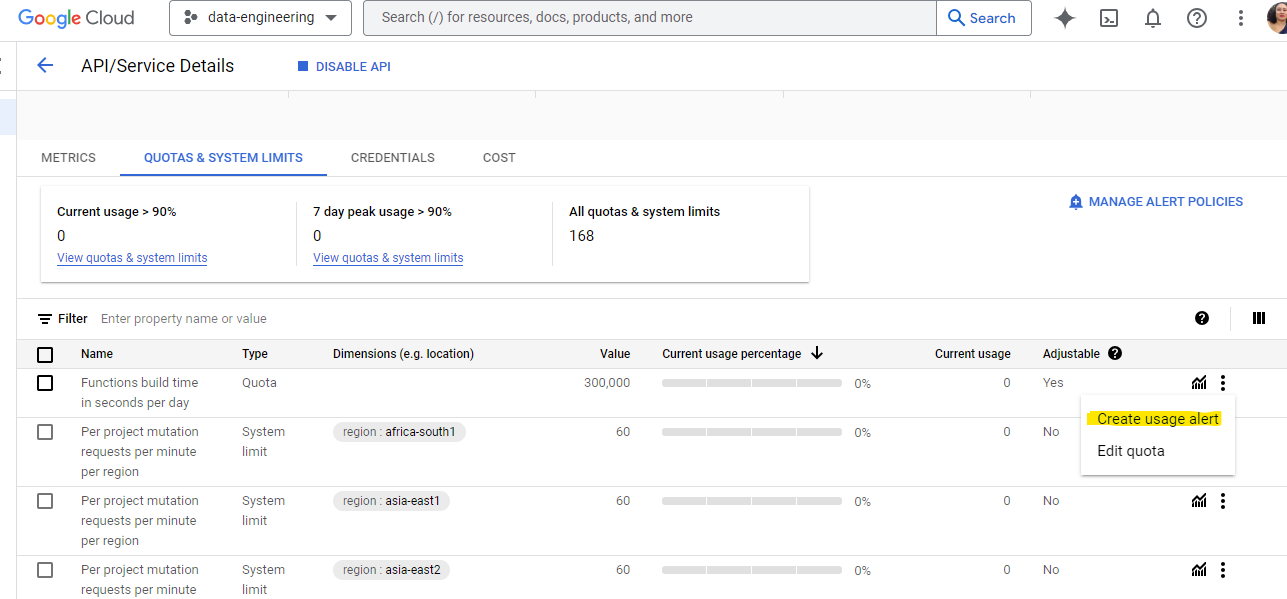 Google Cloud
data-engineering
Search (/) for resources, docs, products, and more
Search
API/Service Details
DISABLE API
METRICS
QUOTAS & SYSTEM LIMITS
CREDENTIALS
COST
Current usage > 90%
0
View quotas & system limits
7 day peak usage > 90%
0
View quotas & system limits
All quotas & system limits
168
MANAGE ALERT POLICIES
Filter Enter property name or value
Name Type Dimensions (e.g. location) Value Current usage percentage Current usage Adjustable
Functions build time Quota 300,000 0% 0 Yes
in seconds per day
Create usage alert
Edit quota
Per project mutation System region : africa-south1 60 0% 0 No
requests per minute limit
per region
Per project mutation System region : asia-east1 60 0% 0 No
requests per minute limit
per region
Per project mutation System region : asia-east2 60 0% 0 No
requests per minute limit